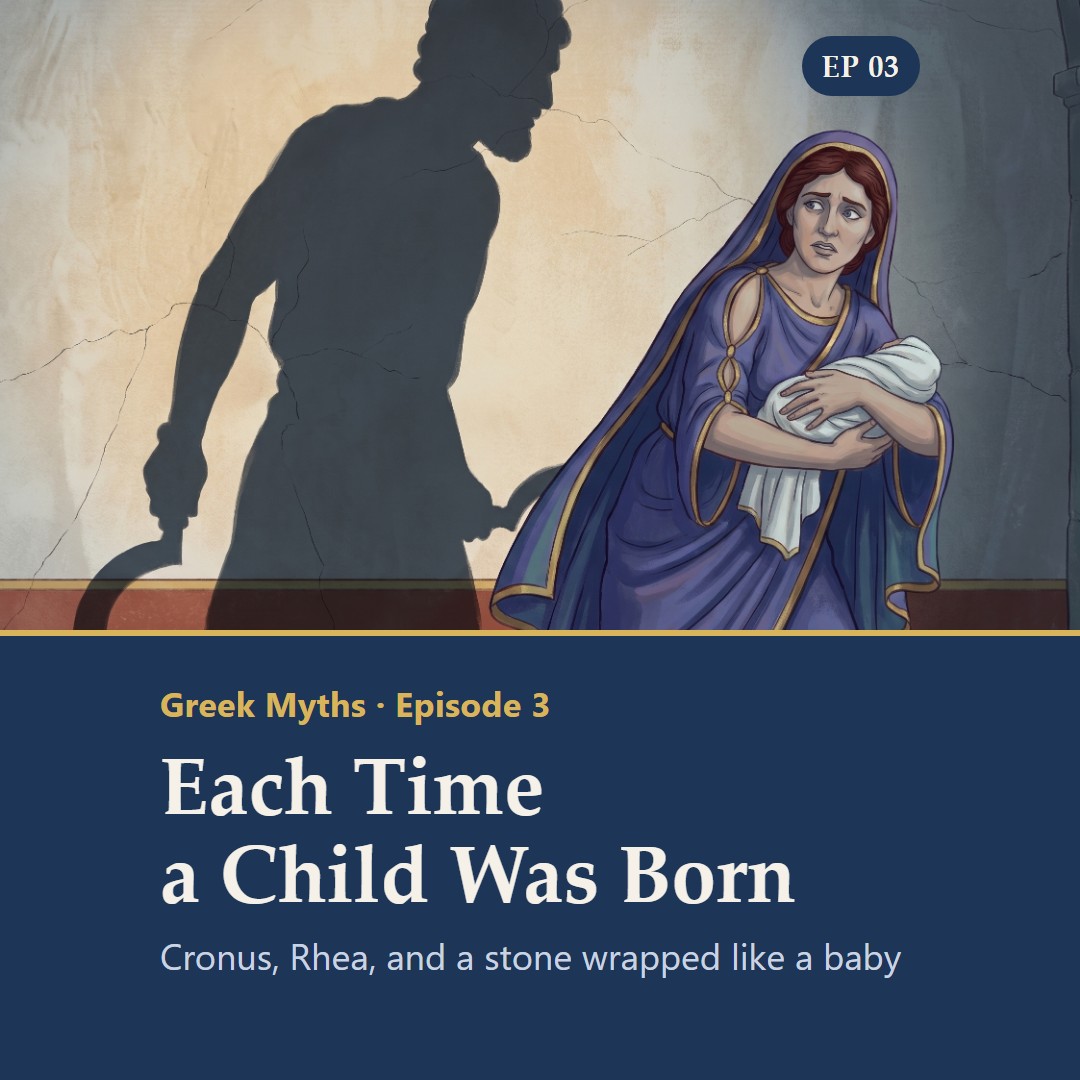 EP 03
Greek Myths · Episode 3
Each Time
a Child Was Born
Cronus, Rhea, and a stone wrapped like a baby